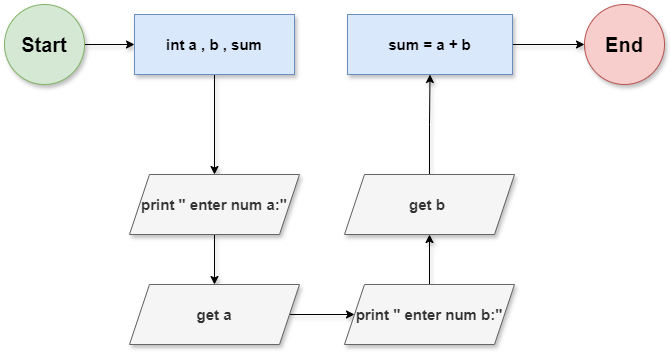 Start
int a , b , sum
print " enter num a:"
get a
print " enter num b:"
get b
sum = a + b
End